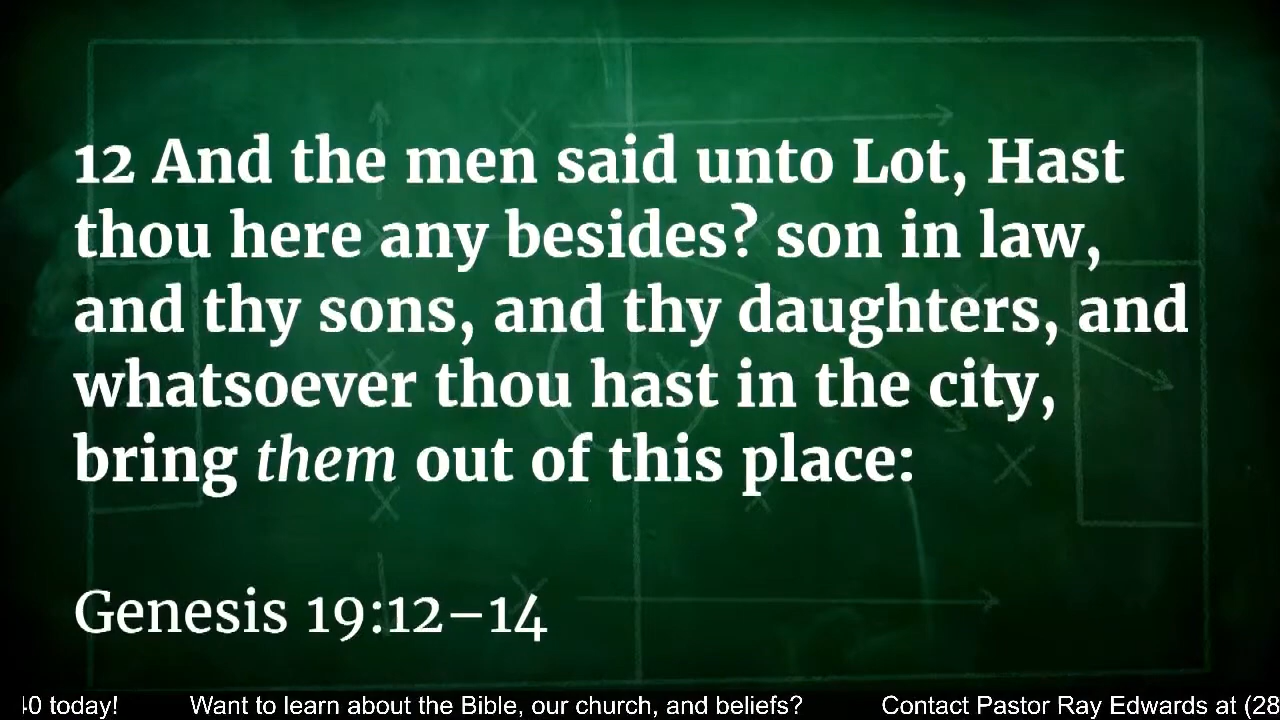 12 And the men said unto Lot, Hast
thou here any besides? son in law,
and thy sons, and thy daughters, and
whatsoever thou hast in the city,
bring them out of this place:
Genesis 19:12–14
0 today! Want to learn about the Bible, our church, and beliefs? Contact Pastor Ray Edwards at (28